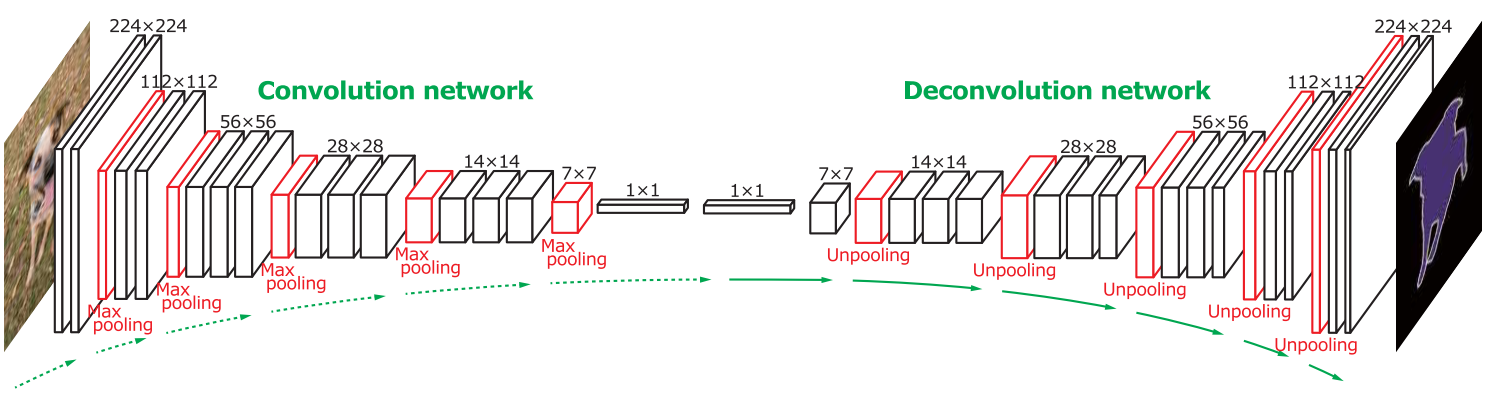 224×224
112×112
Convolution network
56×56
28×28
14×14
7×7
1×1
Max
pooling
Max
pooling
Max
pooling
Max
pooling
Max
pooling
Deconvolution network
1×1
7×7
14×14
28×28
56×56
112×112
224×224
Unpooling
Unpooling
Unpooling
Unpooling
Unpooling